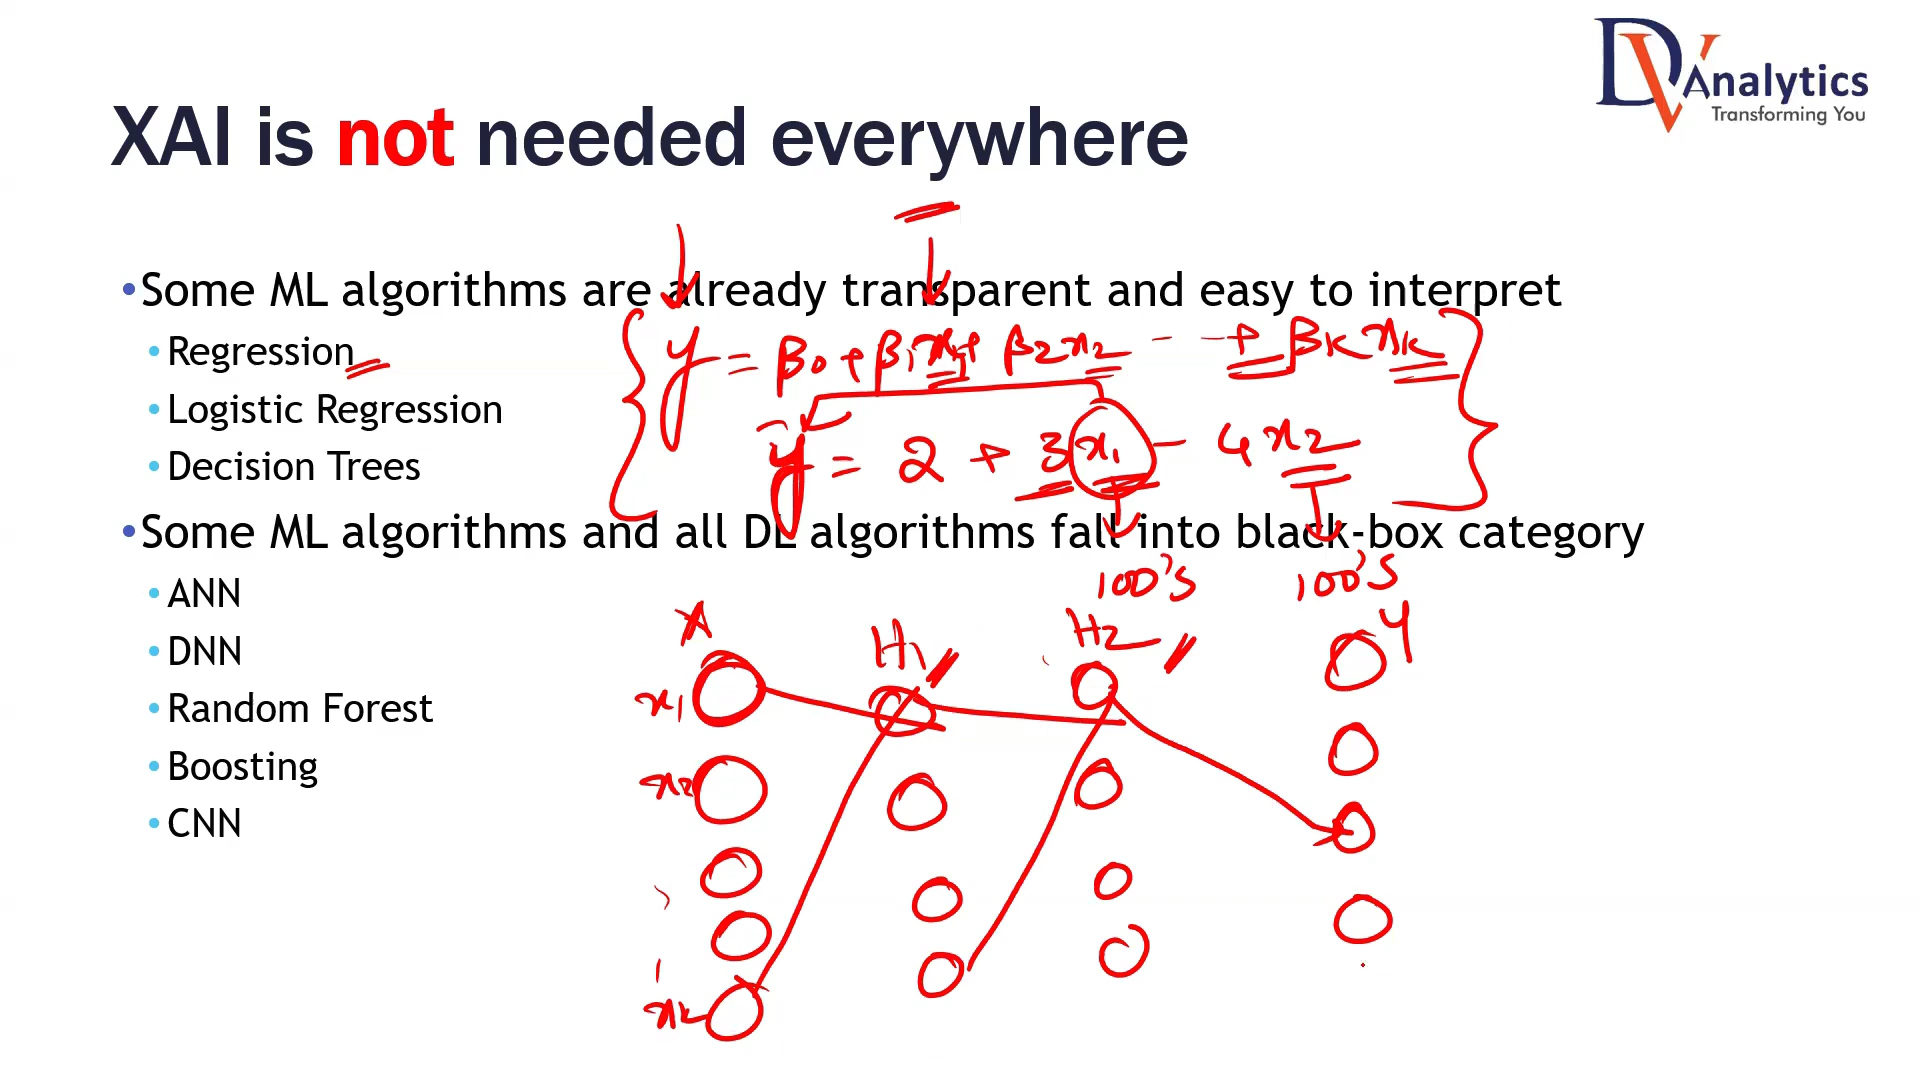 DV Analytics
Transforming You
XAI is not needed everywhere
•Some ML algorithms are already transparent and easy to interpret
•Regression
y = β0 + β1x1 + β2x2 - - - + βkxk
•Logistic Regression
ŷ = 2 + 3x1 - 4x2
•Decision Trees
•Some ML algorithms and all DL algorithms fall into black-box category
100's 100's
•ANN
X H1 H2 Y
•DNN
x1
•Random Forest
•Boosting
x2
•CNN
xk